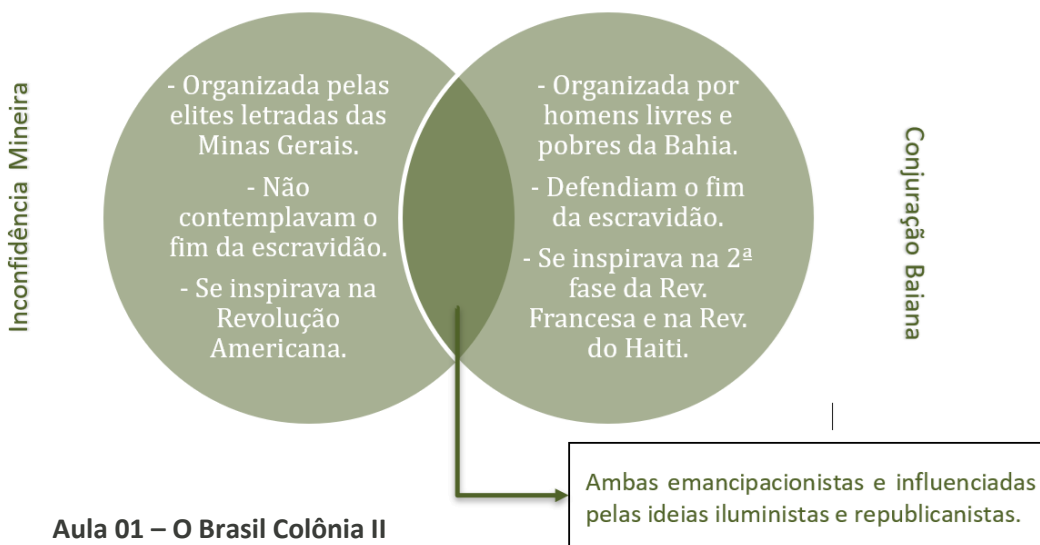 Inconfidência Mineira
- Organizada pelas
elites letradas das
Minas Gerais.
- Não
contemplavam o
fim da escravidão.
- Se inspirava na
Revolução
Americana.
- Organizada por
homens livres e
pobres da Bahia.
- Defendiam o fim
da escravidão.
- Se inspirava na 2ª
fase da Rev.
Francesa e na Rev.
do Haiti.
Conjuração Baiana
Ambas emancipacionistas e influenciadas
pelas ideias iluministas e republicanistas.
Aula 01 – O Brasil Colônia II